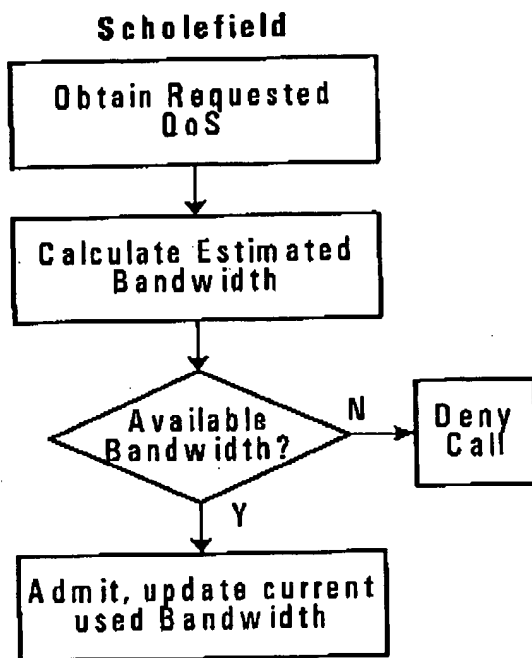 Scholefield
Obtain Requested
QoS
Calculate Estimated
Bandwidth
Available
Bandwidth?
N
Deny
Call
Y
Admit, update current
used Bandwidth